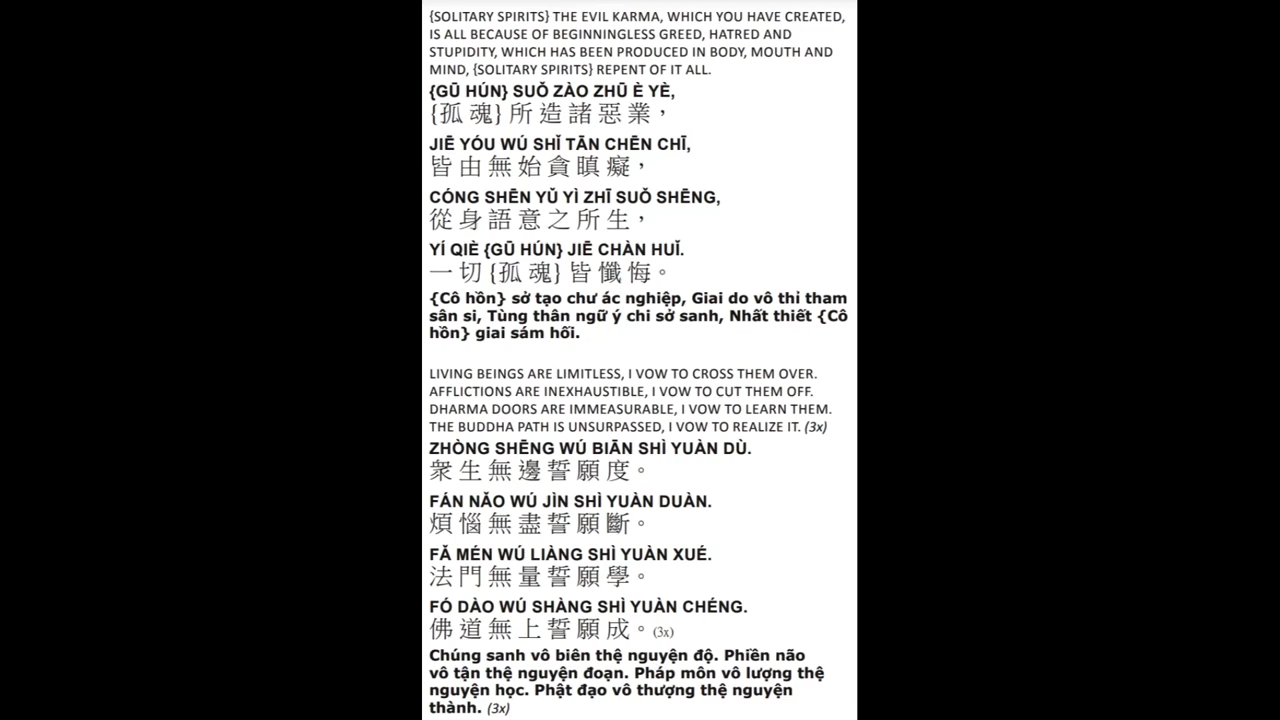 {SOLITARY SPIRITS} THE EVIL KARMA, WHICH YOU HAVE CREATED,
IS ALL BECAUSE OF BEGINNINGLESS GREED, HATRED AND
STUPIDITY, WHICH HAS BEEN PRODUCED IN BODY, MOUTH AND
MIND, {SOLITARY SPIRITS} REPENT OF IT ALL.
{GŪ HÚN} SUǑ ZÀO ZHŪ È YÈ,
{孤 魂} 所 造 諸 惡 業，
JIĒ YÓU WÚ SHǏ TĀN CHĒN CHĪ,
皆 由 無 始 貪 瞋 癡，
CÓNG SHĒN YǓ YÌ ZHĪ SUǑ SHĒNG,
從 身 語 意 之 所 生，
YÍ QIÈ {GŪ HÚN} JIĒ CHÀN HUǏ.
一 切 {孤 魂} 皆 懺 悔。
{Cô hồn} sở tạo chư ác nghiệp, Giai do vô thỉ tham
sân si, Tùng thân ngữ ý chi sở sanh, Nhất thiết {Cô
hồn} giai sám hối.
LIVING BEINGS ARE LIMITLESS, I VOW TO CROSS THEM OVER.
AFFLICTIONS ARE INEXHAUSTIBLE, I VOW TO CUT THEM OFF.
DHARMA DOORS ARE IMMEASURABLE, I VOW TO LEARN THEM.
THE BUDDHA PATH IS UNSURPASSED, I VOW TO REALIZE IT. (3x)
ZHÒNG SHĒNG WÚ BIĀN SHÌ YUÀN DÙ.
衆 生 無 邊 誓 願 度。
FÁN NǍO WÚ JÌN SHÌ YUÀN DUÀN.
煩 惱 無 盡 誓 願 斷。
FǍ MÉN WÚ LIÀNG SHÌ YUÀN XUÉ.
法 門 無 量 誓 願 學。
FÓ DÀO WÚ SHÀNG SHÌ YUÀN CHÉNG.
佛 道 無 上 誓 願 成。(3x)
Chúng sanh vô biên thệ nguyện độ. Phiền não
vô tận thệ nguyện đoạn. Pháp môn vô lượng thệ
nguyện học. Phật đạo vô thượng thệ nguyện
thành. (3x)